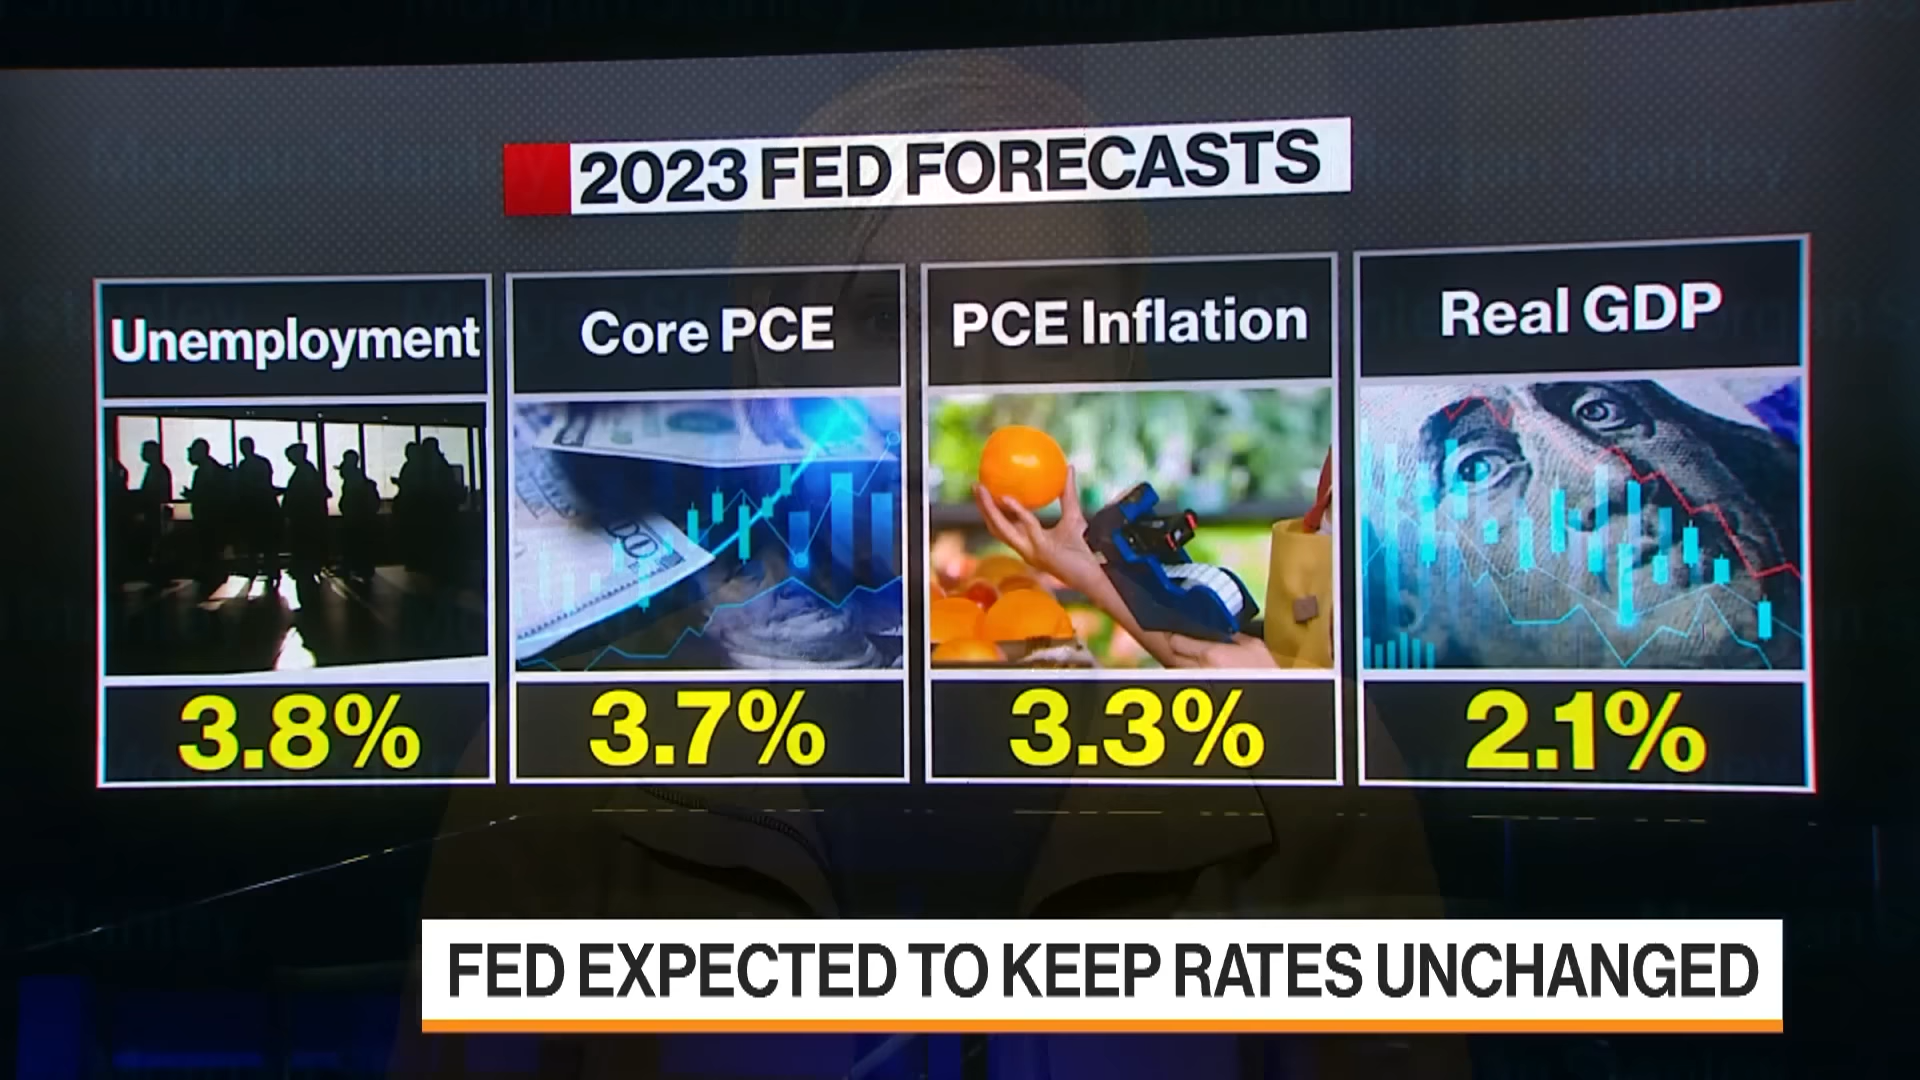 2023 FED FORECASTS
Unemployment
Core PCE
PCE Inflation
Real GDP
3.8%
3.7%
3.3%
2.1%
FED EXPECTED TO KEEP RATES UNCHANGED